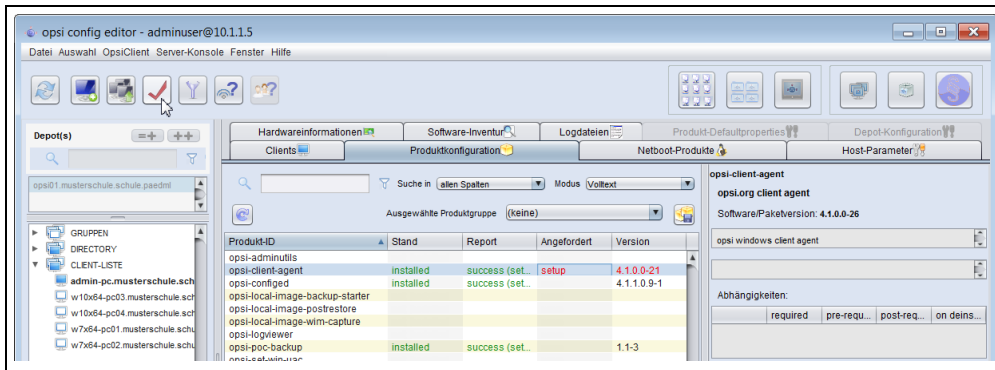 opsi config editor - adminuser@10.1.1.5
Datei Auswahl OpsiClient Server-Konsole Fenster Hilfe
Depot(s)
opsi01.musterschule.schule.paedml
GRUPPEN
DIRECTORY
CLIENT-LISTE
admin-pc.musterschule.sch
w10x64-pc03.musterschule.sch
w10x64-pc04.musterschule.sch
w7x64-pc01.musterschule.schu
w7x64-pc02.musterschule.schu
Hardwareinformationen Software-Inventur Logdateien Produkt-Defaultproperties Depot-Konfiguration
Clients Produktkonfiguration Netboot-Produkte Host-Parameter
Suche in allen Spalten Modus Volltext
Ausgewählte Produktgruppe (keine)
Produkt-ID Stand Report Angefordert Version
opsi-adminutils
opsi-client-agent installed success (set... setup 4.1.0.0-21
opsi-configed installed success (set... 4.1.1.0.9-1
opsi-local-image-backup-starter
opsi-local-image-postrestore
opsi-local-image-wim-capture
opsi-logviewer
opsi-poc-backup installed success (set... 1.1-3
opsi-set-win-uac
opsi-client-agent
opsi.org client agent
Software/Paketversion: 4.1.0.0-26
opsi windows client agent
Abhängigkeiten:
required pre-requ... post-req... on deins...